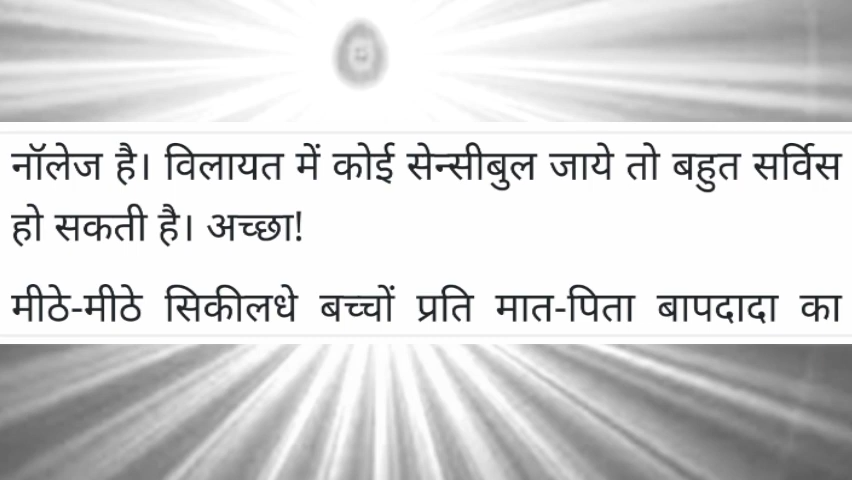 नॉलेज है। विलायत में कोई सेन्सीबुल जाये तो बहुत सर्विस
हो सकती है। अच्छा!
मीठे-मीठे सिकीलधे बच्चों प्रति मात-पिता बापदादा का